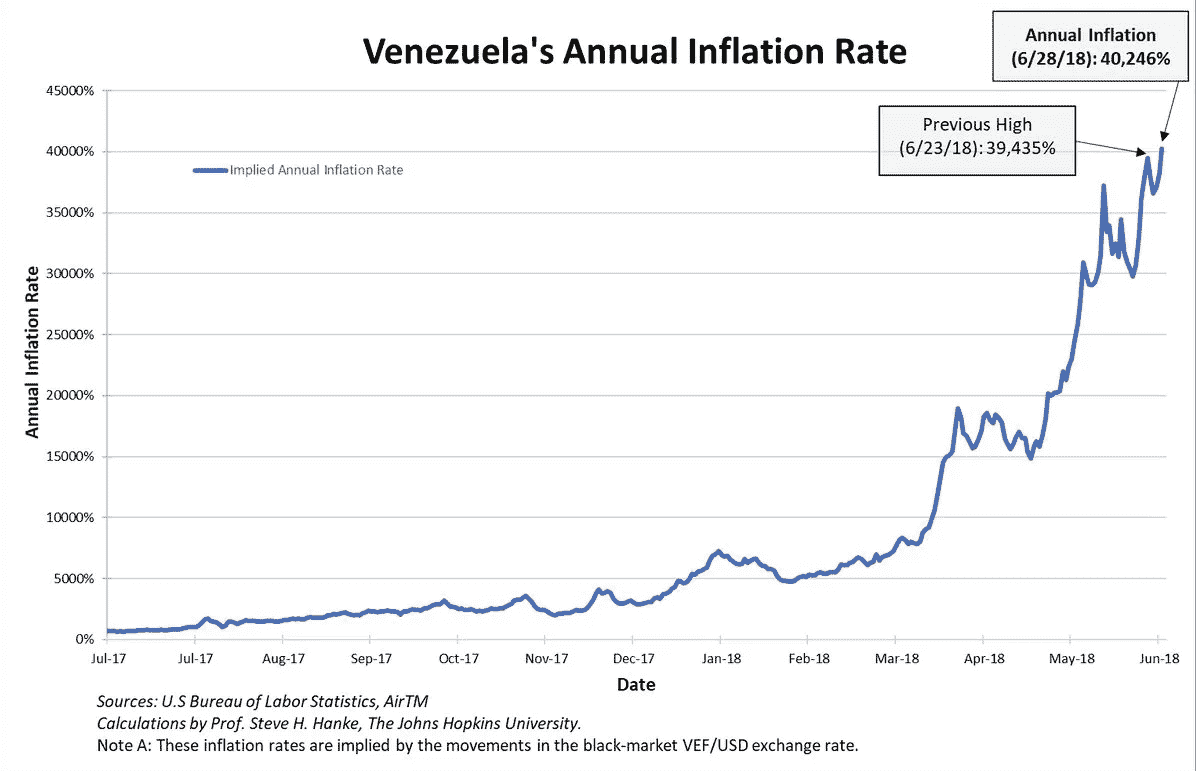 Venezuela's Annual Inflation Rate
Annual Inflation
(6/28/18): 40,246%
Previous High
(6/23/18): 39,435%
Implied Annual Inflation Rate
Annual Inflation Rate
45000%
40000%
35000%
30000%
25000%
20000%
15000%
10000%
5000%
0%
Jul-17 Jul-17 Aug-17 Sep-17 Oct-17 Nov-17 Dec-17 Jan-18 Feb-18 Mar-18 Apr-18 May-18 Jun-18
Date
Sources: U.S Bureau of Labor Statistics, AirTM
Calculations by Prof. Steve H. Hanke, The Johns Hopkins University.
Note A: These inflation rates are implied by the movements in the black-market VEF/USD exchange rate.